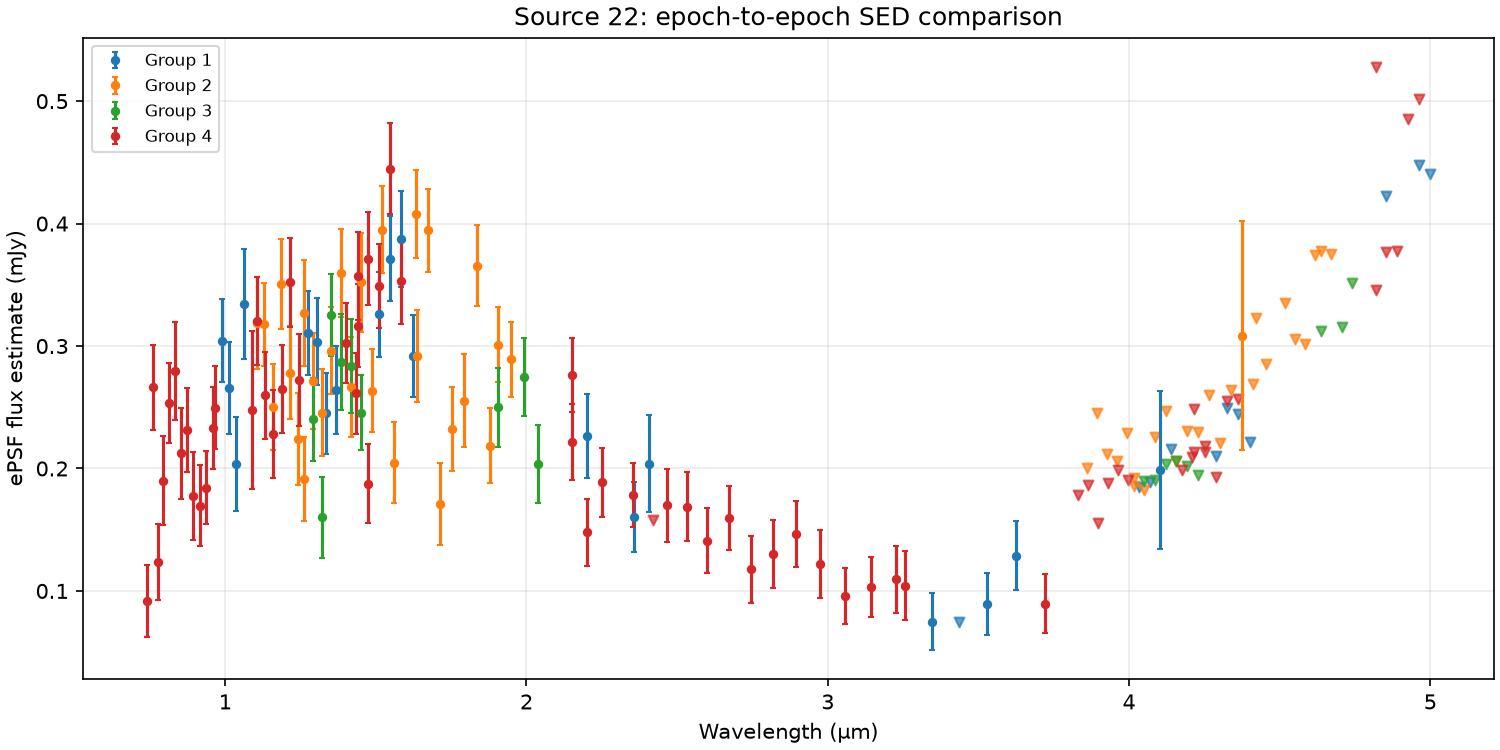 Source 22: epoch-to-epoch SED comparison
Group 1
Group 2
Group 3
Group 4
ePSF flux estimate (mJy)
0.5
0.4
0.3
0.2
0.1
1 2 3 4 5
Wavelength (μm)